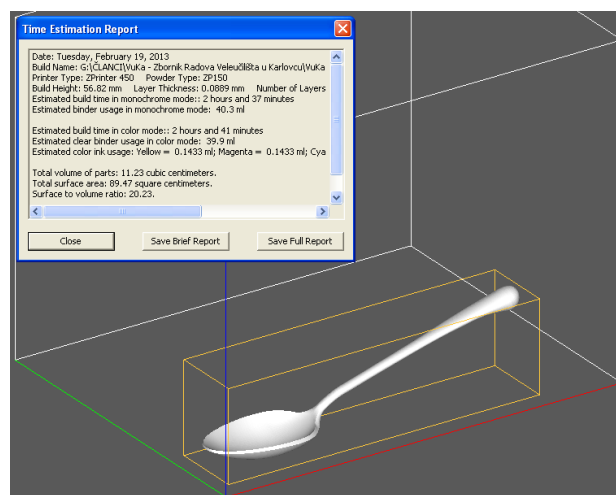 Time Estimation Report
Date: Tuesday, February 19, 2013
Build Name: G:\ČLANCI\VuKa - Zbornik Radova Veleučilišta u Karlovcu\VuKa
Printer Type: ZPrinter 450 Powder Type: ZP150
Build Height: 56.82 mm Layer Thickness: 0.0889 mm Number of Layers
Estimated build time in monochrome mode:: 2 hours and 37 minutes
Estimated binder usage in monochrome mode: 40.3 ml
Estimated build time in color mode:: 2 hours and 41 minutes
Estimated clear binder usage in color mode: 39.9 ml
Estimated color ink usage: Yellow = 0.1433 ml; Magenta = 0.1433 ml; Cya
Total volume of parts: 11.23 cubic centimeters.
Total surface area: 89.47 square centimeters.
Surface to volume ratio: 20.23.
Close Save Brief Report Save Full Report